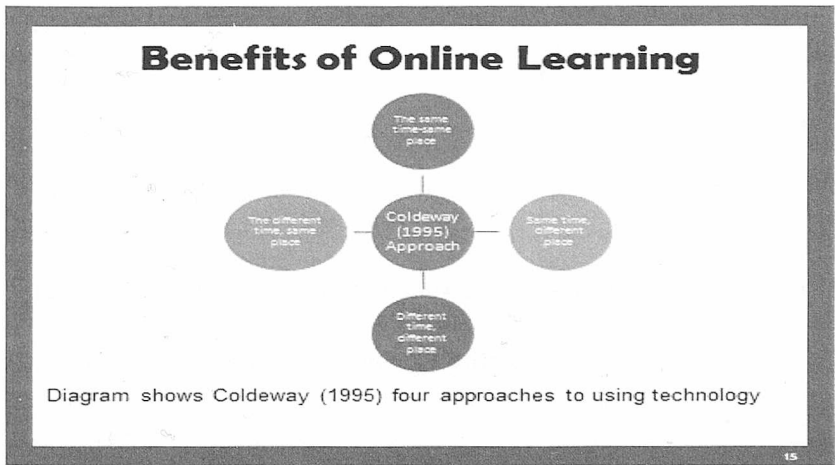 Benefits of Online Learning
The same
time-same
place
The different
time, same
place
Coldeway
(1995)
Approach
Same time,
different
place
Different
time,
different
place
Diagram shows Coldeway (1995) four approaches to using technology
15